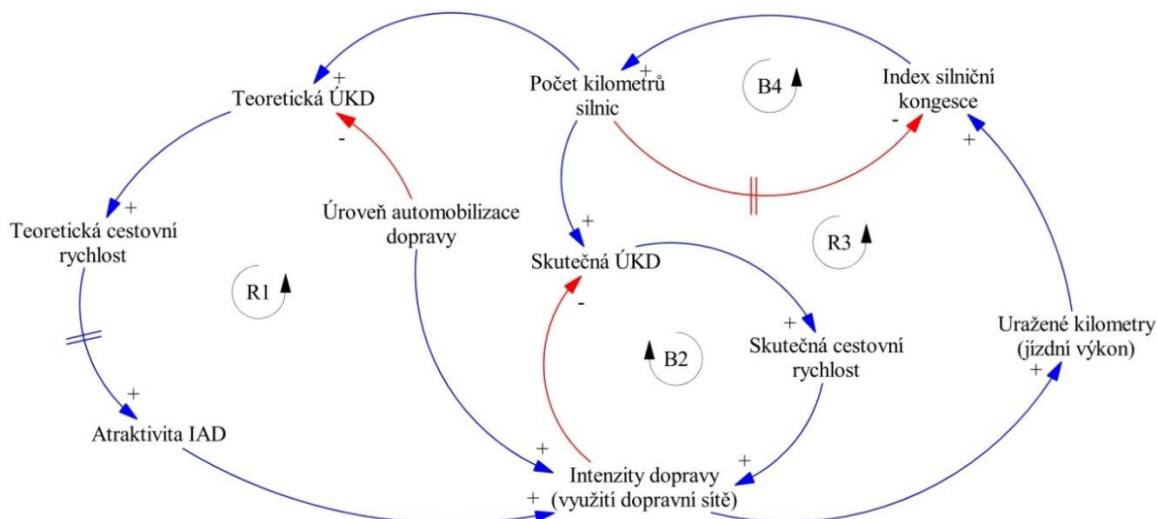 Teoretická ÚKD
+
-
Počet kilometrů
silnic
+
B4
Index silniční
kongesce
-
+
Teoretická cestovní
rychlost
+
R1
Úroveň automobilizace
dopravy
+
Skutečná ÚKD
-
R3
B2
+
Skutečná cestovní
rychlost
Uražené kilometry
(jízdní výkon)
+
+
Atraktivita IAD
+
+
+
Intenzity dopravy
(využití dopravní sítě)